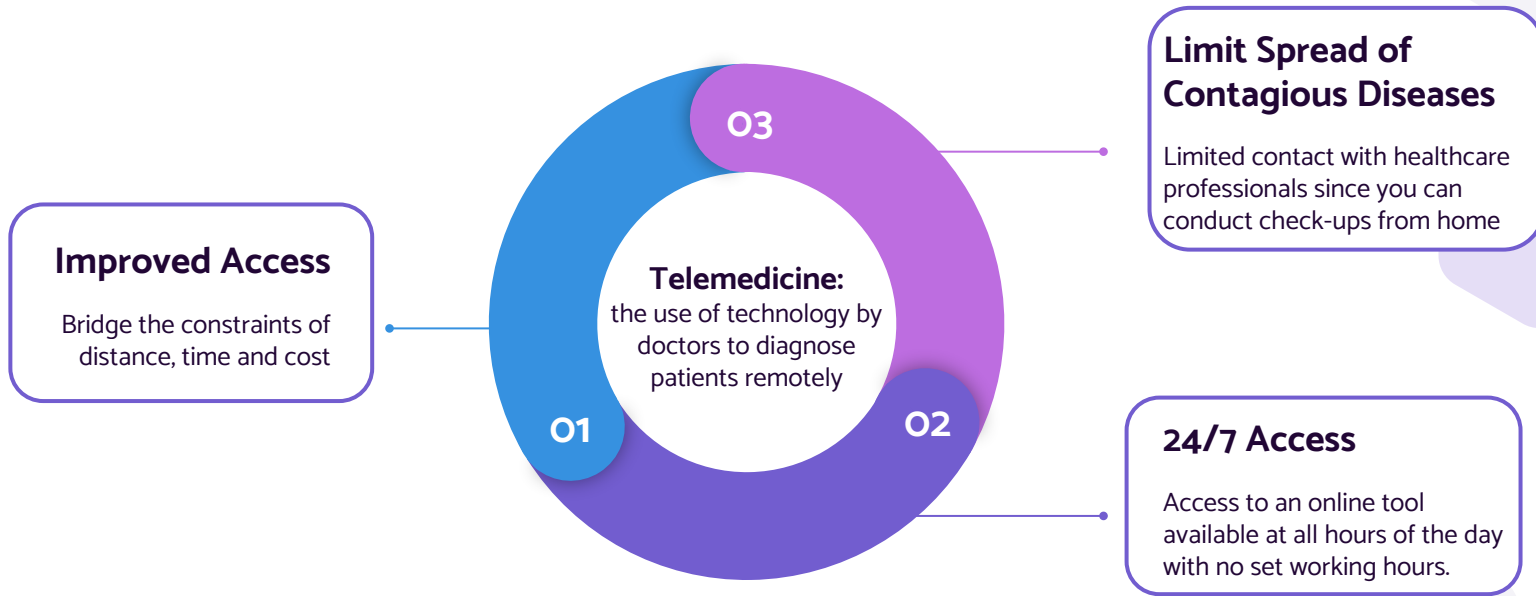 Improved Access
Bridge the constraints of
distance, time and cost
01
Telemedicine:
the use of technology by
doctors to diagnose
patients remotely
03
02
Limit Spread of
Contagious Diseases
Limited contact with healthcare
professionals since you can
conduct check-ups from home
24/7 Access
Access to an online tool
available at all hours of the day
with no set working hours.